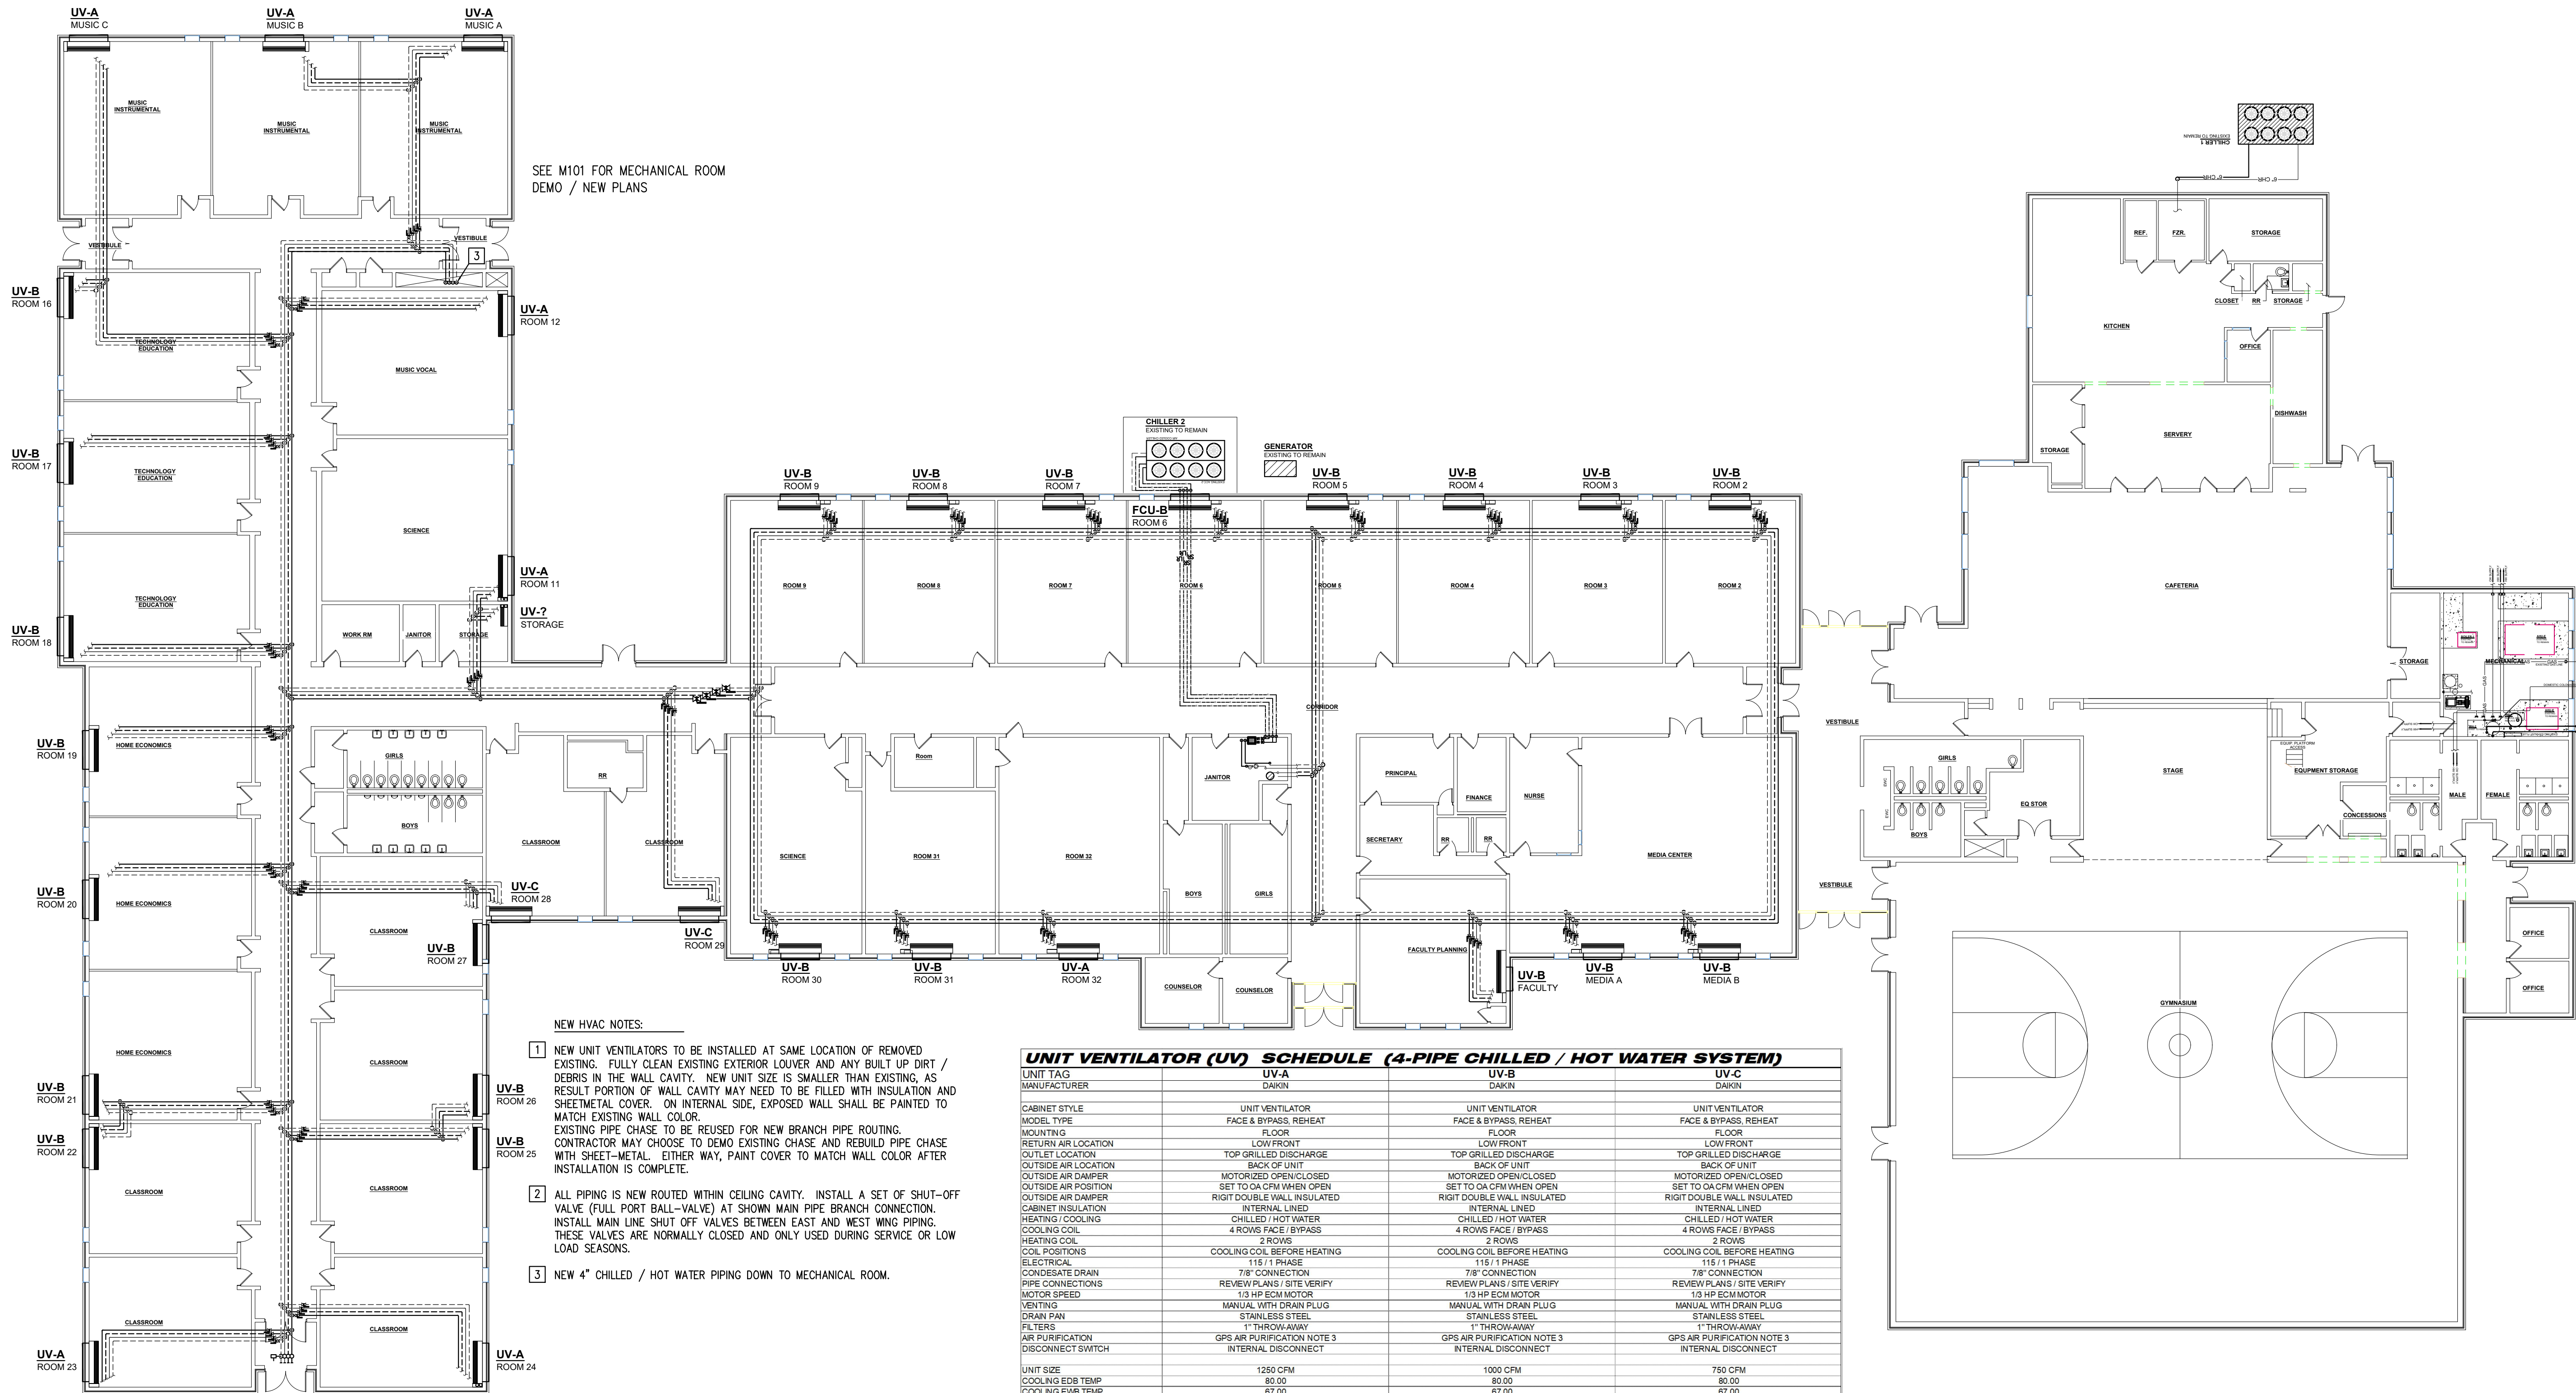 UV-A
MUSIC C
UV-A
MUSIC B
UV-A
MUSIC A
MUSIC
INSTRUMENTAL
MUSIC
INSTRUMENTAL
MUSIC
INSTRUMENTAL
SEE M101 FOR MECHANICAL ROOM
DEMO / NEW PLANS
VESTIBULE
VESTIBULE
3
UV-B
ROOM 16
UV-A
ROOM 12
TECHNOLOGY
EDUCATION
MUSIC VOCAL
UV-B
ROOM 17
TECHNOLOGY
EDUCATION
SCIENCE
UV-A
ROOM 11
UV-?
STORAGE
TECHNOLOGY
EDUCATION
UV-B
ROOM 18
WORK RM
JANITOR
STORAGE
UV-B
ROOM 19
HOME ECONOMICS
GIRLS
BOYS
RR
CLASSROOM
CLASSROOM
UV-B
ROOM 20
HOME ECONOMICS
CLASSROOM
UV-C
ROOM 28
UV-C
ROOM 29
UV-B
ROOM 27
HOME ECONOMICS
CLASSROOM
UV-B
ROOM 21
UV-B
ROOM 26
UV-B
ROOM 22
UV-B
ROOM 25
CLASSROOM
CLASSROOM
CLASSROOM
CLASSROOM
UV-A
ROOM 23
UV-A
ROOM 24
CHILLER 2
EXISTING TO REMAIN
GENERATOR
EXISTING TO REMAIN
UV-B
ROOM 9
UV-B
ROOM 8
UV-B
ROOM 7
FCU-B
ROOM 6
UV-B
ROOM 5
UV-B
ROOM 4
UV-B
ROOM 3
UV-B
ROOM 2
ROOM 9
ROOM 8
ROOM 7
ROOM 6
ROOM 5
ROOM 4
ROOM 3
ROOM 2
CORRIDOR
SCIENCE
Room
ROOM 31
ROOM 32
JANITOR
BOYS
GIRLS
PRINCIPAL
FINANCE
NURSE
SECRETARY
RR
RR
MEDIA CENTER
FACULTY PLANNING
COUNSELOR
COUNSELOR
UV-B
ROOM 30
UV-B
ROOM 31
UV-A
ROOM 32
UV-B
FACULTY
UV-B
MEDIA A
UV-B
MEDIA B
CHILLER 1
EXISTING TO REMAIN
6" CHR
6" CHR
REF.
FZR.
STORAGE
CLOSET
RR
STORAGE
KITCHEN
OFFICE
DISHWASH
STORAGE
SERVERY
CAFETERIA
STORAGE
MECHANICAL
GAS
GAS
GAS
VESTIBULE
GIRLS
EWC
EWC
BOYS
EQ STOR
STAGE
EQUIP. PLATFORM
ACCESS
EQUPMENT STORAGE
CONCESSIONS
MALE
FEMALE
VESTIBULE
OFFICE
OFFICE
GYMNASIUM
NEW HVAC NOTES:
1 NEW UNIT VENTILATORS TO BE INSTALLED AT SAME LOCATION OF REMOVED
EXISTING. FULLY CLEAN EXISTING EXTERIOR LOUVER AND ANY BUILT UP DIRT /
DEBRIS IN THE WALL CAVITY. NEW UNIT SIZE IS SMALLER THAN EXISTING, AS
RESULT PORTION OF WALL CAVITY MAY NEED TO BE FILLED WITH INSULATION AND
SHEETMETAL COVER. ON INTERNAL SIDE, EXPOSED WALL SHALL BE PAINTED TO
MATCH EXISTING WALL COLOR.
EXISTING PIPE CHASE TO BE REUSED FOR NEW BRANCH PIPE ROUTING.
CONTRACTOR MAY CHOOSE TO DEMO EXISTING CHASE AND REBUILD PIPE CHASE
WITH SHEET-METAL. EITHER WAY, PAINT COVER TO MATCH WALL COLOR AFTER
INSTALLATION IS COMPLETE.
2 ALL PIPING IS NEW ROUTED WITHIN CEILING CAVITY. INSTALL A SET OF SHUT-OFF
VALVE (FULL PORT BALL-VALVE) AT SHOWN MAIN PIPE BRANCH CONNECTION.
INSTALL MAIN LINE SHUT OFF VALVES BETWEEN EAST AND WEST WING PIPING.
THESE VALVES ARE NORMALLY CLOSED AND ONLY USED DURING SERVICE OR LOW
LOAD SEASONS.
3 NEW 4" CHILLED / HOT WATER PIPING DOWN TO MECHANICAL ROOM.
UNIT VENTILATOR (UV) SCHEDULE (4-PIPE CHILLED / HOT WATER SYSTEM)
UNIT TAG UV-A UV-B UV-C
MANUFACTURER DAIKIN DAIKIN DAIKIN
CABINET STYLE UNIT VENTILATOR UNIT VENTILATOR UNIT VENTILATOR
MODEL TYPE FACE & BYPASS, REHEAT FACE & BYPASS, REHEAT FACE & BYPASS, REHEAT
MOUNTING FLOOR FLOOR FLOOR
RETURN AIR LOCATION LOW FRONT LOW FRONT LOW FRONT
OUTLET LOCATION TOP GRILLED DISCHARGE TOP GRILLED DISCHARGE TOP GRILLED DISCHARGE
OUTSIDE AIR LOCATION BACK OF UNIT BACK OF UNIT BACK OF UNIT
OUTSIDE AIR DAMPER MOTORIZED OPEN/CLOSED MOTORIZED OPEN/CLOSED MOTORIZED OPEN/CLOSED
OUTSIDE AIR POSITION SET TO OA CFM WHEN OPEN SET TO OA CFM WHEN OPEN SET TO OA CFM WHEN OPEN
OUTSIDE AIR DAMPER RIGIT DOUBLE WALL INSULATED RIGIT DOUBLE WALL INSULATED RIGIT DOUBLE WALL INSULATED
CABINET INSULATION INTERNAL LINED INTERNAL LINED INTERNAL LINED
HEATING / COOLING CHILLED / HOT WATER CHILLED / HOT WATER CHILLED / HOT WATER
COOLING COIL 4 ROWS FACE / BYPASS 4 ROWS FACE / BYPASS 4 ROWS FACE / BYPASS
HEATING COIL 2 ROWS 2 ROWS 2 ROWS
COIL POSITIONS COOLING COIL BEFORE HEATING COOLING COIL BEFORE HEATING COOLING COIL BEFORE HEATING
ELECTRICAL 115 / 1 PHASE 115 / 1 PHASE 115 / 1 PHASE
CONDESATE DRAIN 7/8" CONNECTION 7/8" CONNECTION 7/8" CONNECTION
PIPE CONNECTIONS REVIEW PLANS / SITE VERIFY REVIEW PLANS / SITE VERIFY REVIEW PLANS / SITE VERIFY
MOTOR SPEED 1/3 HP ECM MOTOR 1/3 HP ECM MOTOR 1/3 HP ECM MOTOR
VENTING MANUAL WITH DRAIN PLUG MANUAL WITH DRAIN PLUG MANUAL WITH DRAIN PLUG
DRAIN PAN STAINLESS STEEL STAINLESS STEEL STAINLESS STEEL
FILTERS 1" THROW-AWAY 1" THROW-AWAY 1" THROW-AWAY
AIR PURIFICATION GPS AIR PURIFICATION NOTE 3 GPS AIR PURIFICATION NOTE 3 GPS AIR PURIFICATION NOTE 3
DISCONNECT SWITCH INTERNAL DISCONNECT INTERNAL DISCONNECT INTERNAL DISCONNECT
UNIT SIZE 1250 CFM 1000 CFM 750 CFM
COOLING EDB TEMP 80.00 80.00 80.00
COOLING EWB TEMP 67.00 67.00 67.00